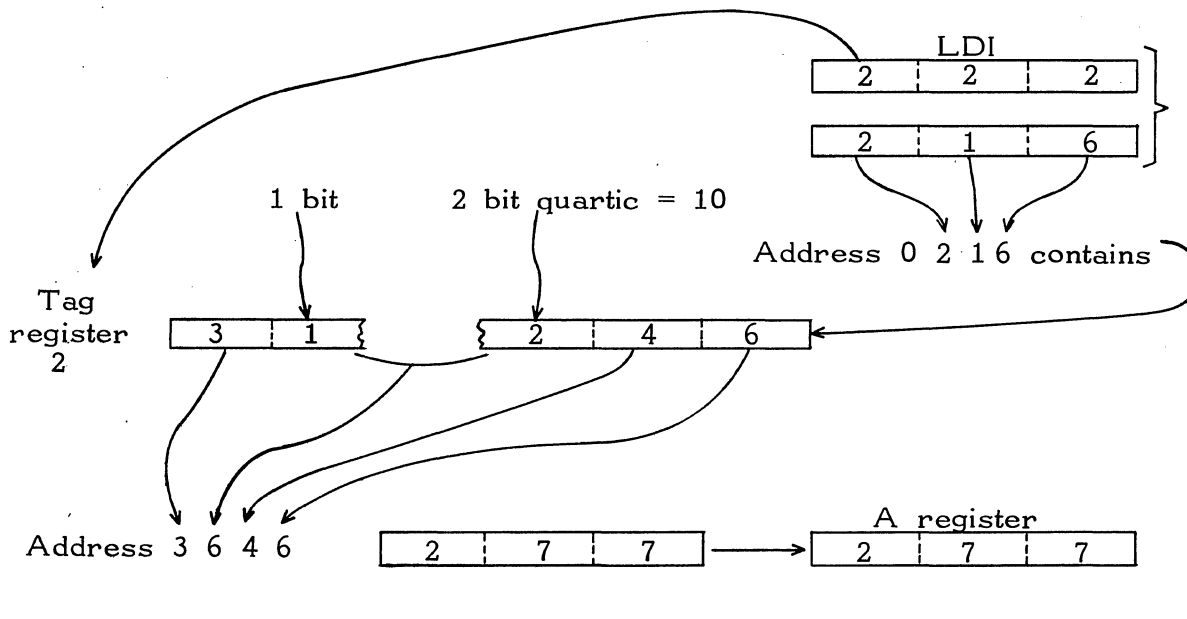 LDI
2 2 2
2 1 6
1 bit 2 bit quartic = 10
Address 0 2 1 6 contains
Tag
register
2
3 1 2 4 6
A register
Address 3 6 4 6 2 7 7 2 7 7